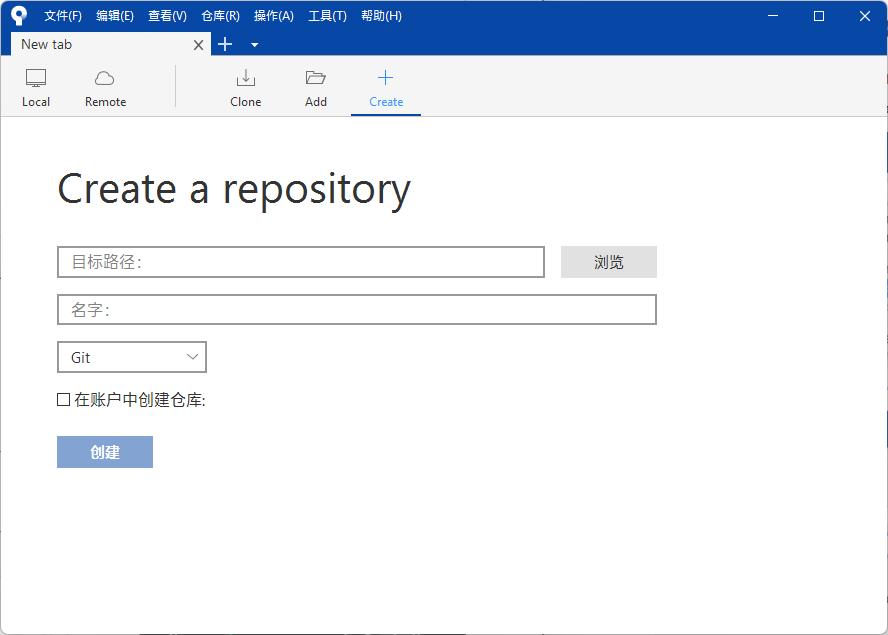 文件(F) 编辑(E) 查看(V) 仓库(R) 操作(A) 工具(T) 帮助(H)
New tab
Local Remote Clone Add Create
Create a repository
目标路径: 浏览
名字:
Git
在账户中创建仓库:
创建